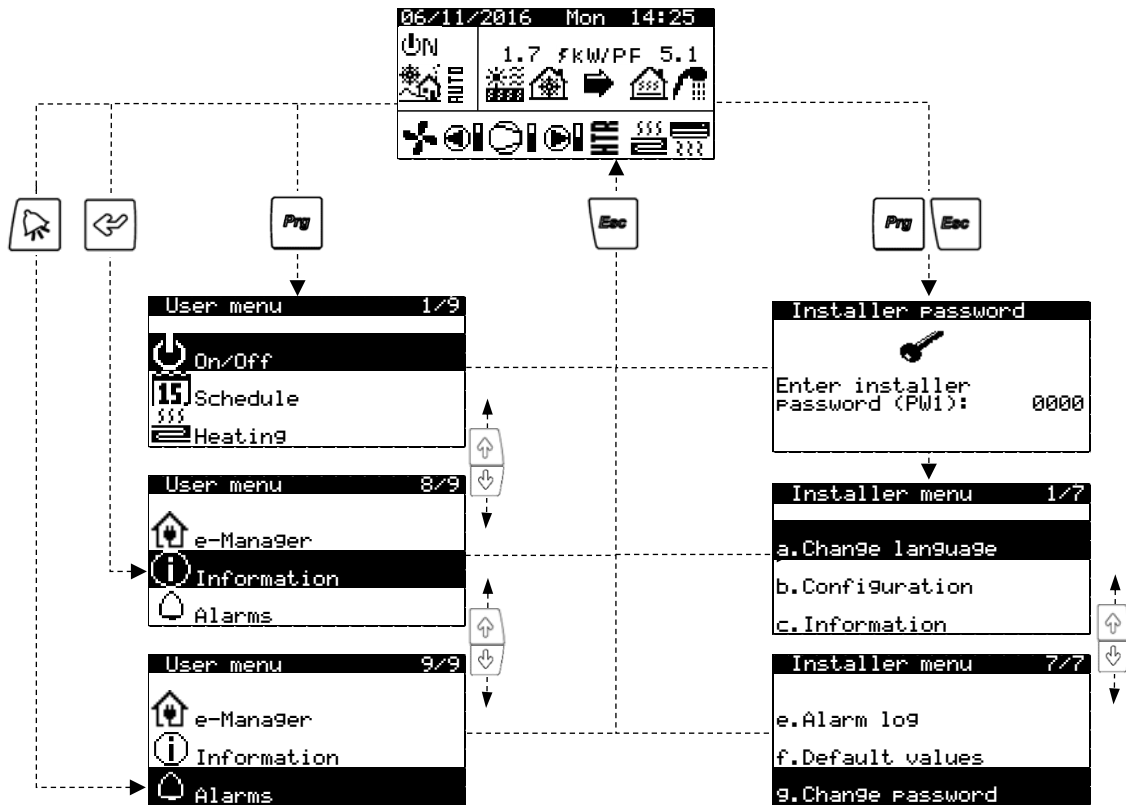 06/11/2016 Mon 14:25
ON
AUTO
1.7 kW/PF 5.1
HTR
Prg
Esc
Prg
Esc
User menu 1/9
On/Off
15
Schedule
Heating
User menu 8/9
e-Manager
Information
Alarms
User menu 9/9
e-Manager
Information
Alarms
Installer password
Enter installer
password (PW1): 0000
Installer menu 1/7
a.Change language
b.Configuration
c.Information
Installer menu 7/7
e.Alarm log
f.Default values
g.Change password